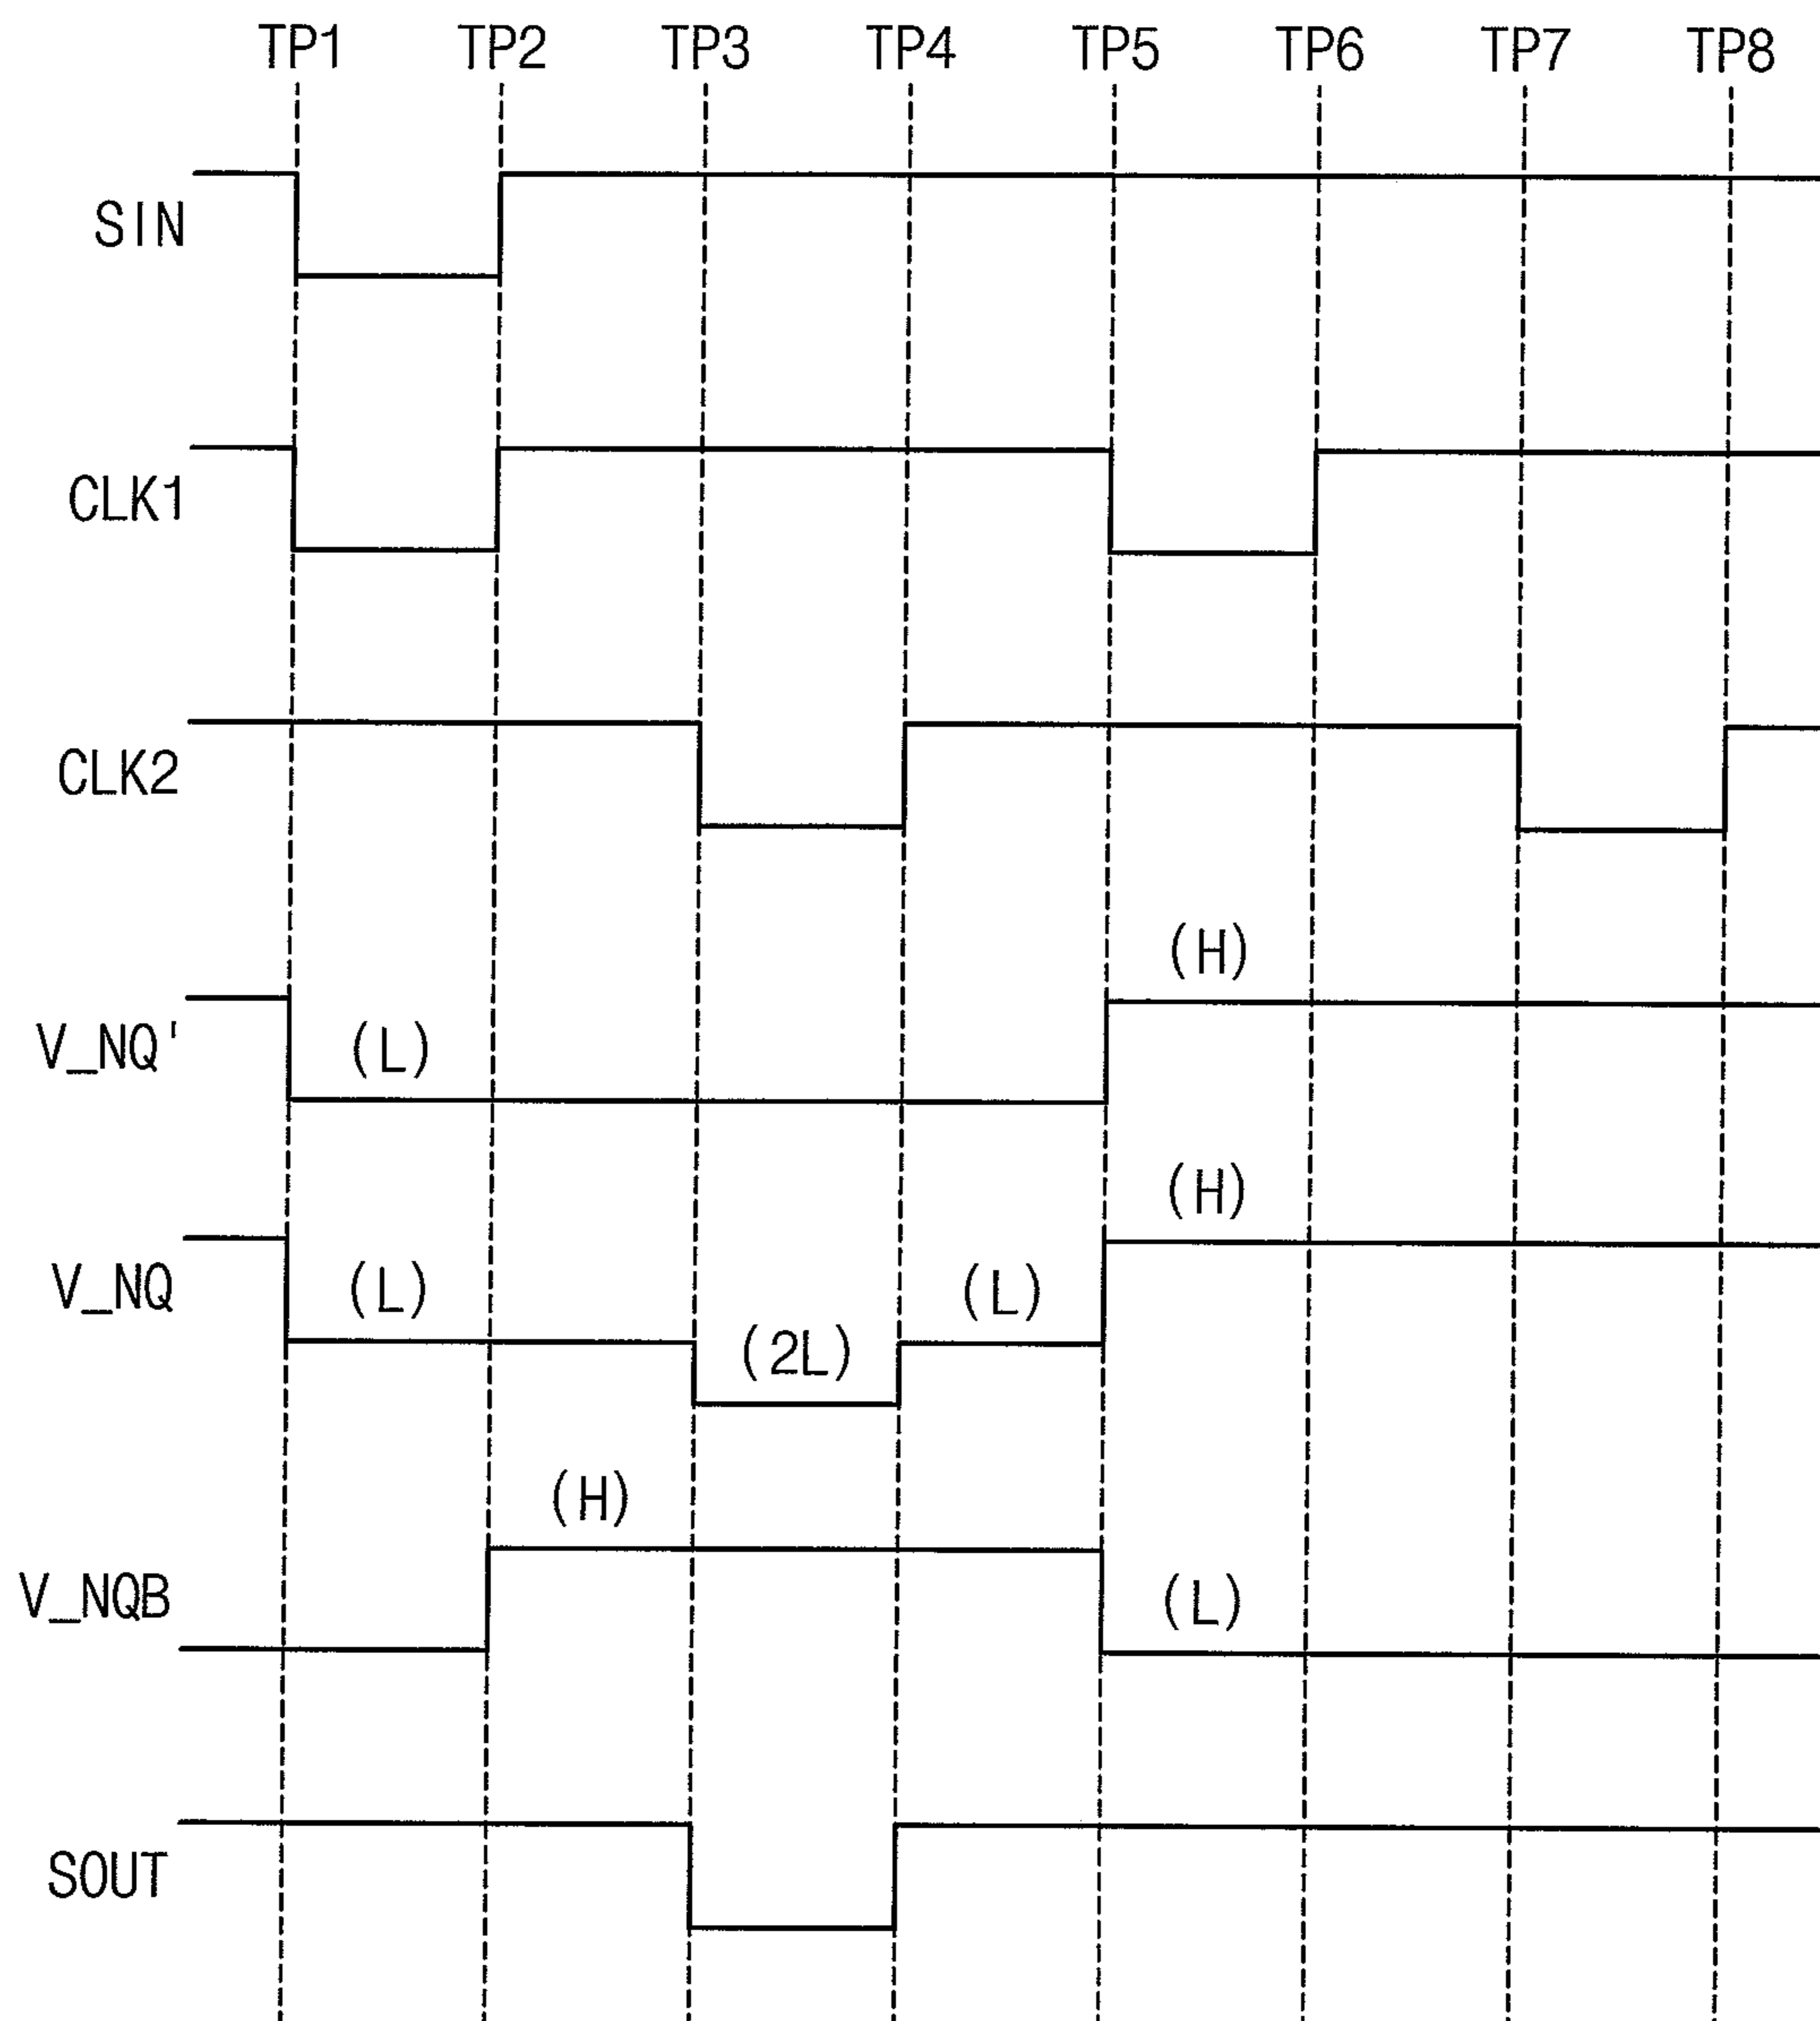 TP1 TP2 TP3 TP4 TP5 TP6 TP7 TP8
SIN
CLK1
CLK2
(H)
V_NQ' (L)
(H)
V_NQ (L) (L)
(2L)
(H)
V_NQB (L)
SOUT